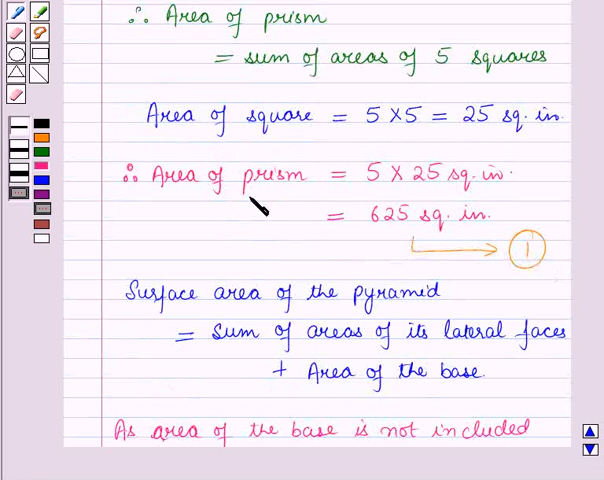 ∴ Area of prism
= sum of areas of 5 squares
Area of square = 5 × 5 = 25 sq. in.
∴ Area of prism = 5 × 25 sq. in.
= 625 sq. in.
1
Surface area of the pyramid
= Sum of areas of its lateral faces
+ Area of the base.
As area of the base is not included